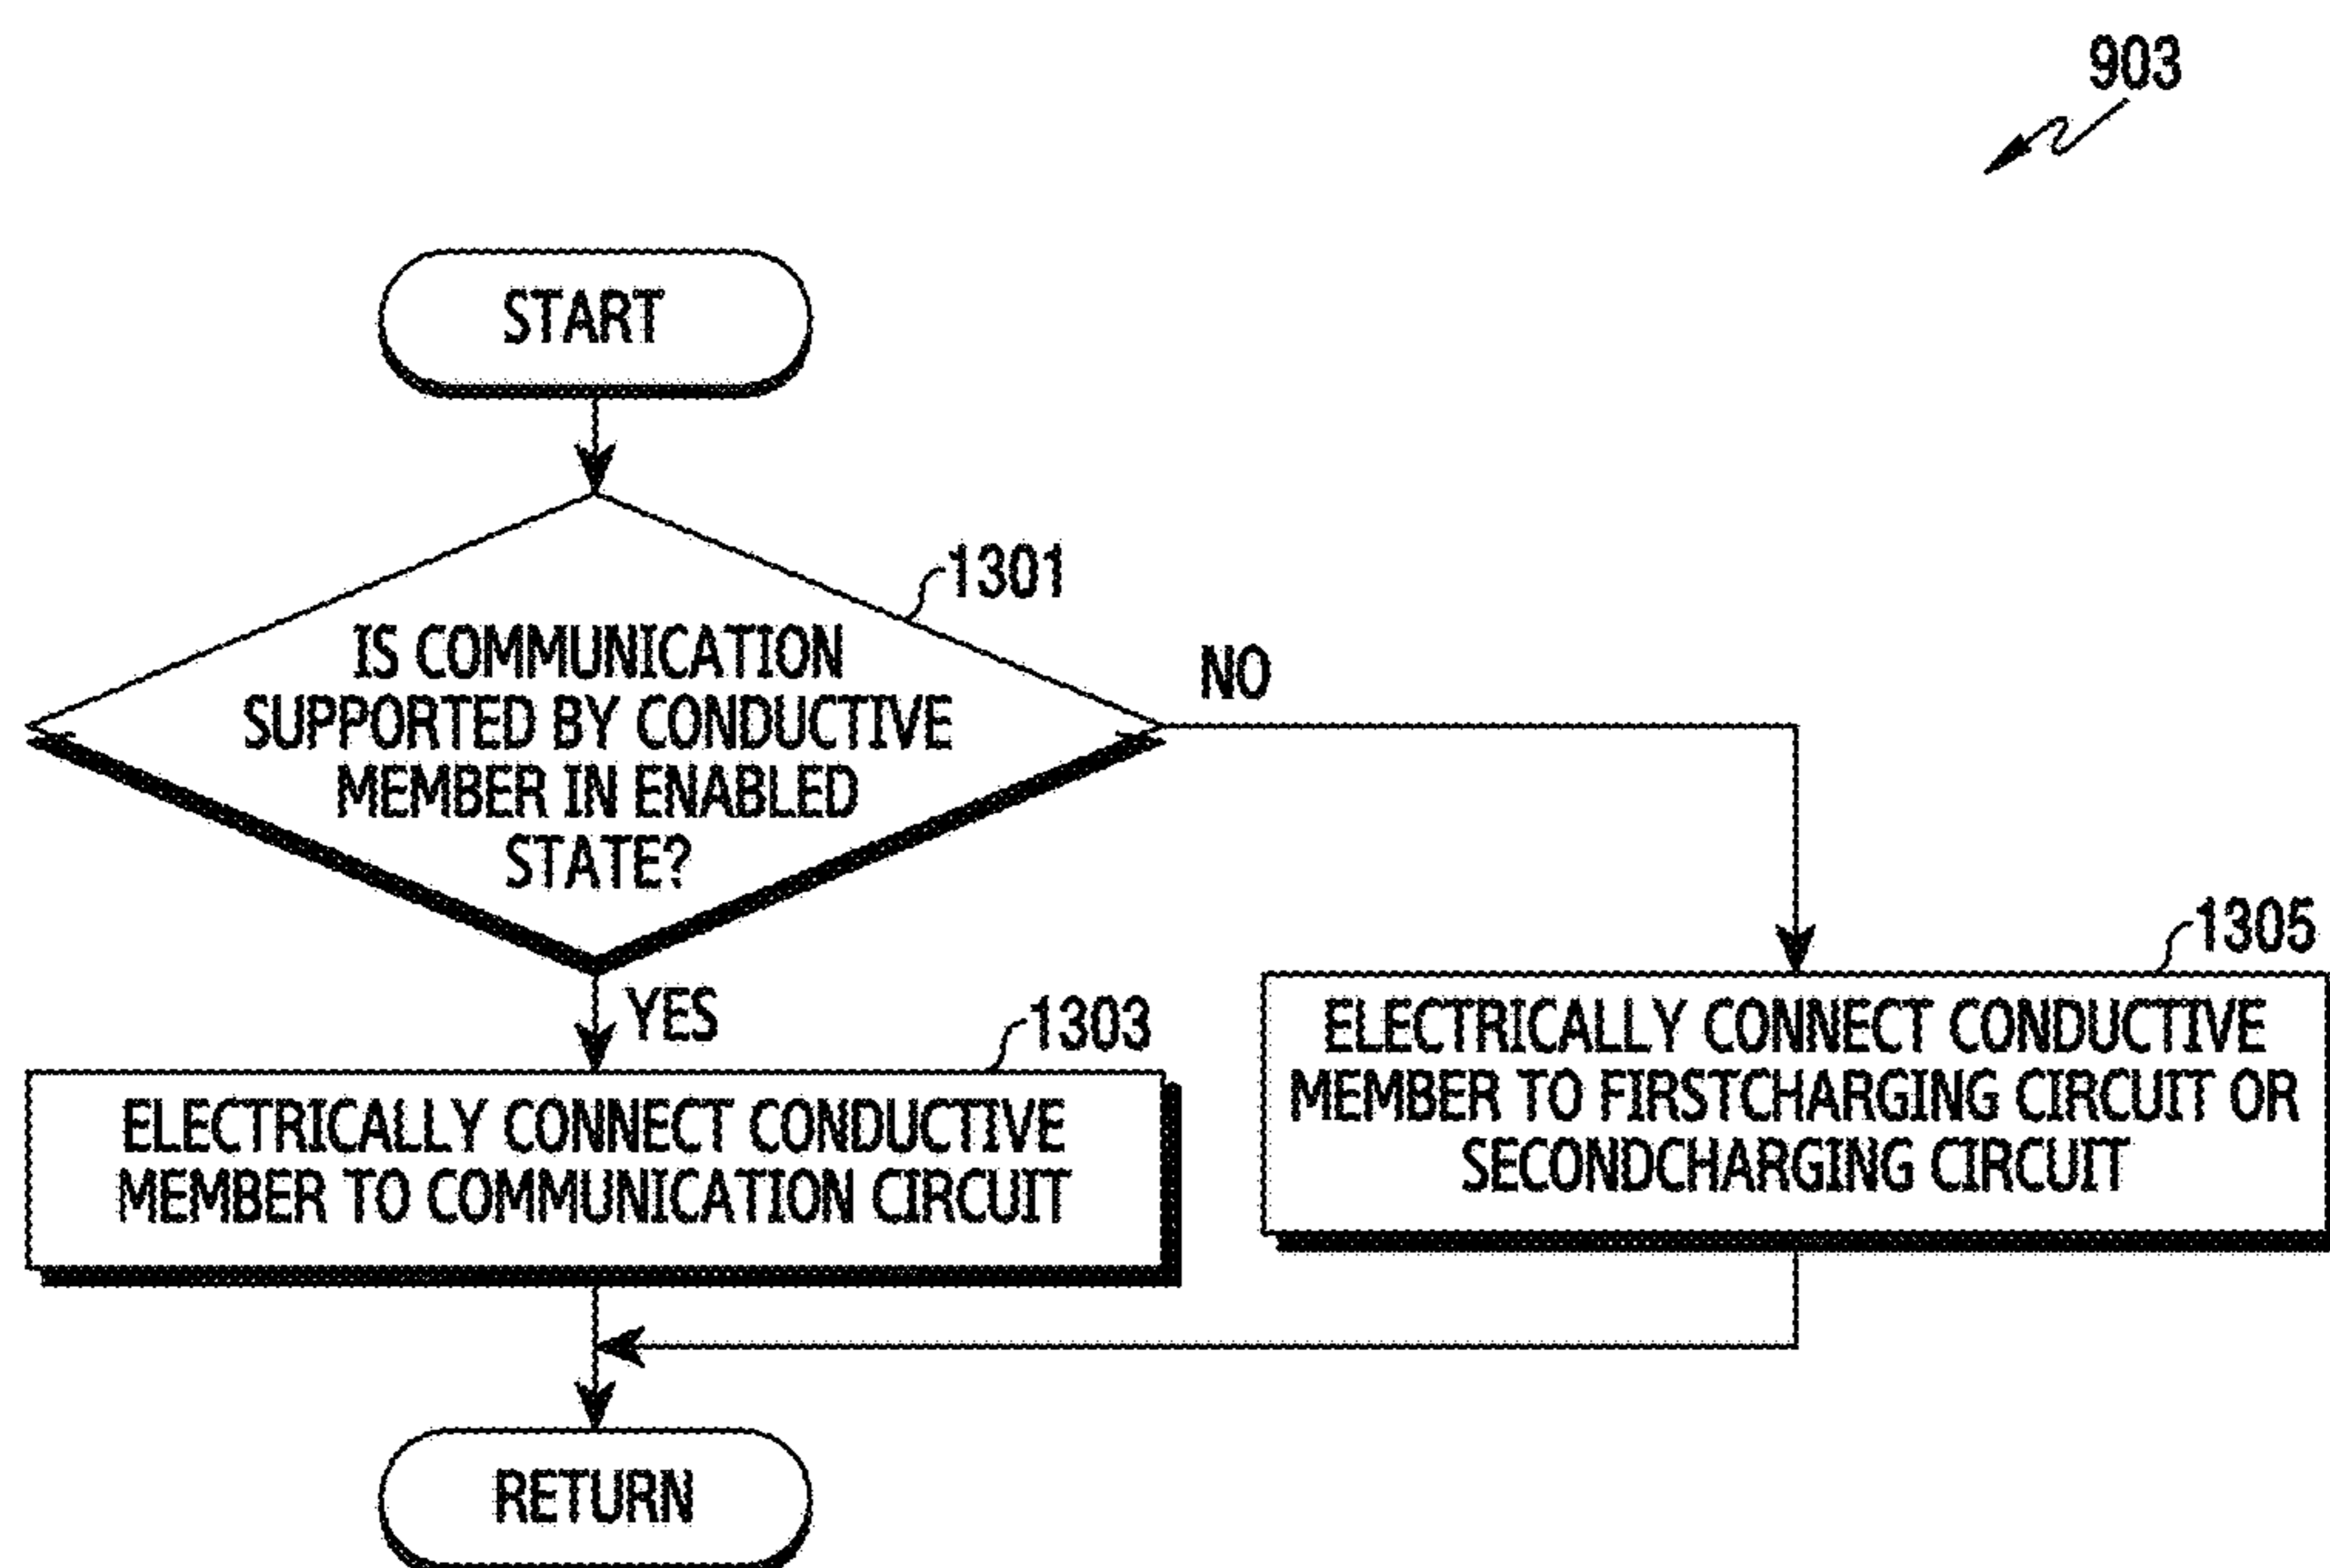 903
START
1301
IS COMMUNICATION
SUPPORTED BY CONDUCTIVE
MEMBER IN ENABLED
STATE?
NO
YES
1303
ELECTRICALLY CONNECT CONDUCTIVE
MEMBER TO COMMUNICATION CIRCUIT
1305
ELECTRICALLY CONNECT CONDUCTIVE
MEMBER TO FIRSTCHARGING CIRCUIT OR
SECONDCHARGING CIRCUIT
RETURN